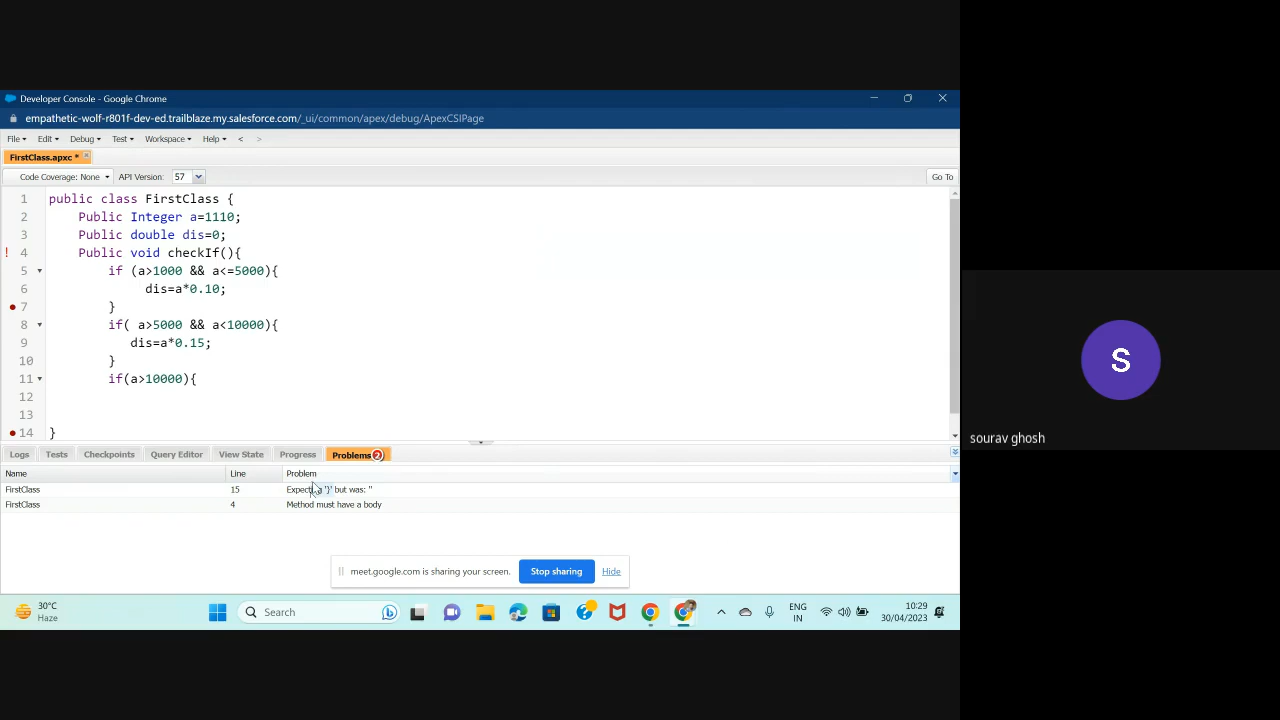 Developer Console - Google Chrome
empathetic-wolf-r801f-dev-ed.trailblaze.my.salesforce.com/_ui/common/apex/debug/ApexCSIPage
File Edit Debug Test Workspace Help < >
FirstClass.apxc *
Code Coverage: None API Version: 57 Go To
1 public class FirstClass {
2 Public Integer a=1110;
3 Public double dis=0;
! 4 Public void checkIf(){
5 if (a>1000 && a<=5000){
6 dis=a*0.10;
7 }
8 if( a>5000 && a<10000){
9 dis=a*0.15;
10 }
11 if(a>10000){
12
13
14 }
Logs Tests Checkpoints Query Editor View State Progress Problems 2
Name Line Problem
FirstClass 15 '}' but was: ''
FirstClass 4 Method must have a body
meet.google.com is sharing your screen. Stop sharing Hide
30°C
Haze
Search
ENG
IN
10:29
30/04/2023
S
sourav ghosh